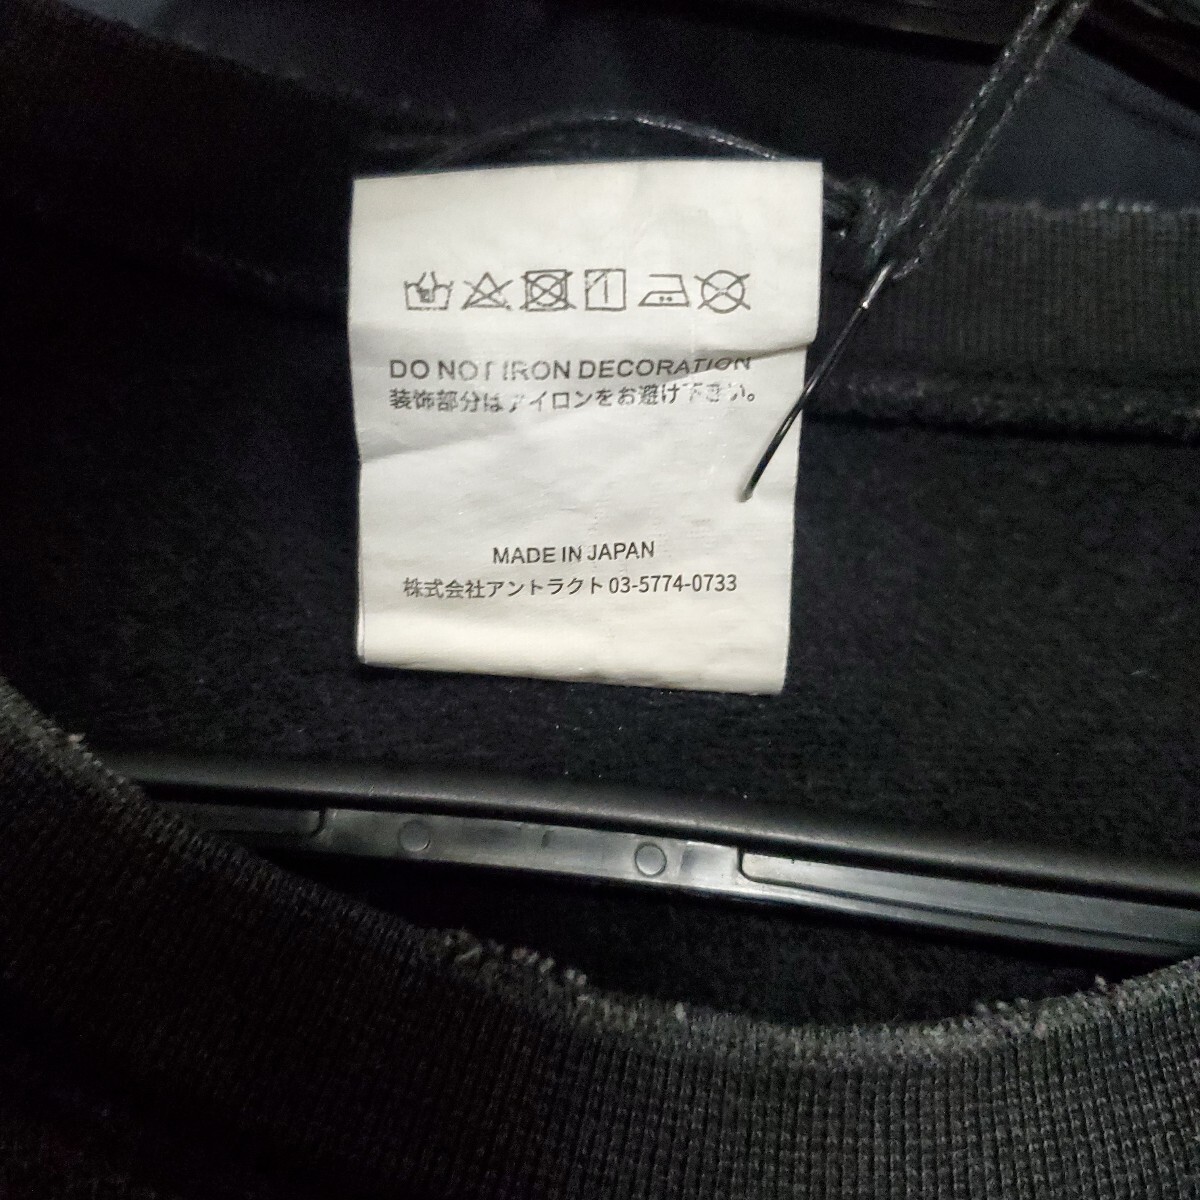 DO NOT IRON DECORATION
装飾部分はアイロンをお避け下さい。
MADE IN JAPAN
株式会社アントラクト 03-5774-0733